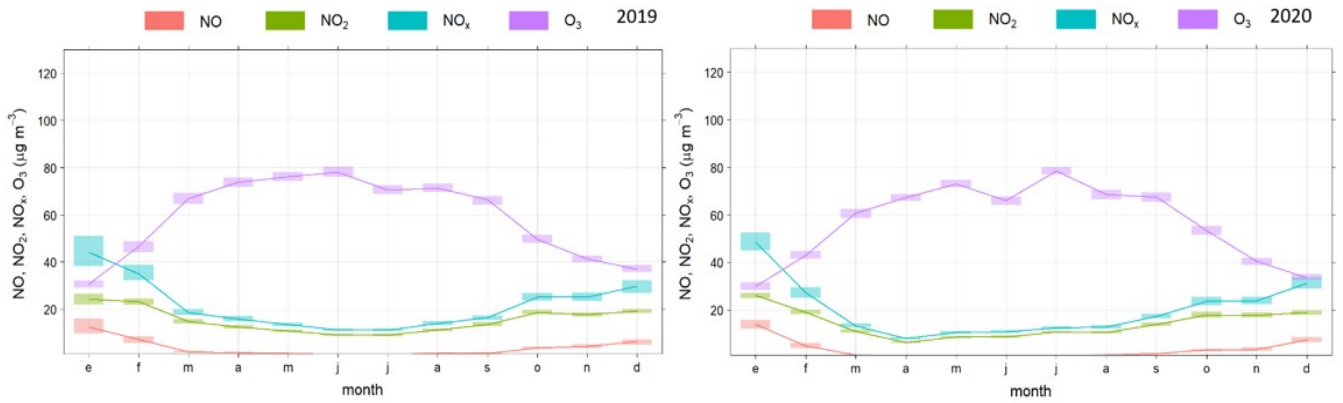 NO NO₂ NOₓ O₃ 2019
NO, NO₂, NOₓ, O₃ (μg m⁻³)
120
100
80
60
40
20
e f m a m j j a s o n d
month
NO NO₂ NOₓ O₃ 2020
NO, NO₂, NOₓ, O₃ (μg m⁻³)
120
100
80
60
40
20
e f m a m j j a s o n d
month